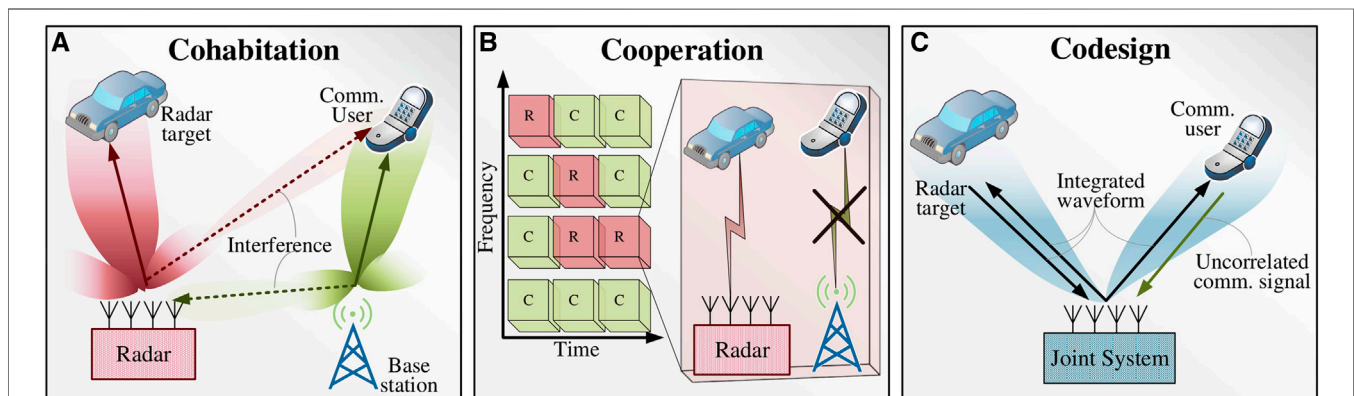 A
Cohabitation
Radar
target
Comm.
User
Interference
Radar
Base
station
B
Cooperation
Frequency
R C C
C R C
C R R
C C C
Time
Radar
C
Codesign
Comm.
user
Radar
target
Integrated
waveform
Uncorrelated
comm. signal
Joint System